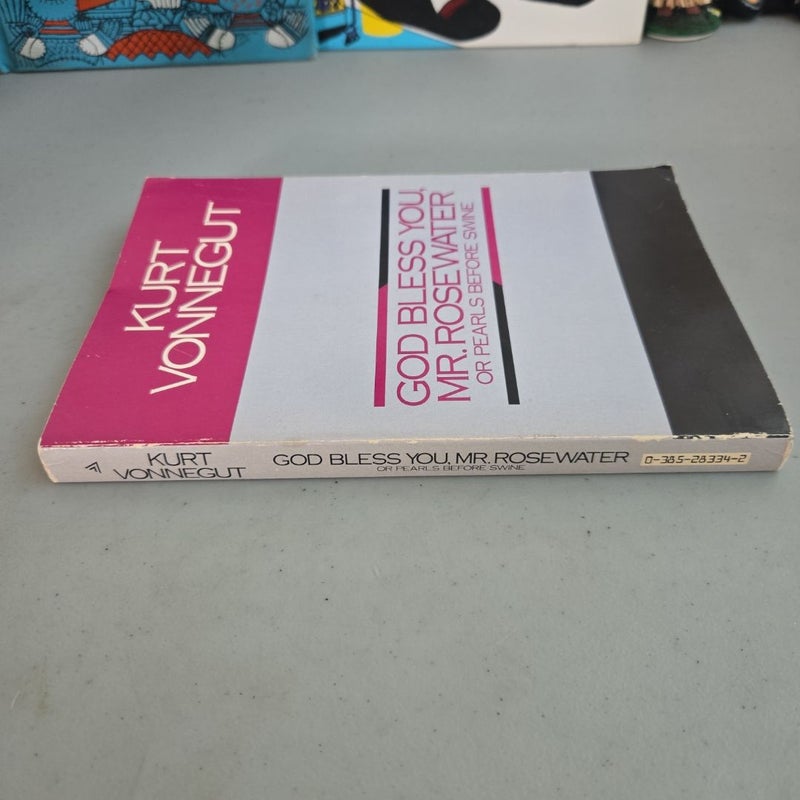 KURT
VONNEGUT
GOD BLESS YOU,
MR. ROSEWATER
OR PEARLS BEFORE SWINE
KURT
VONNEGUT
GOD BLESS YOU, MR. ROSEWATER
OR PEARLS BEFORE SWINE
0-385-28334-2